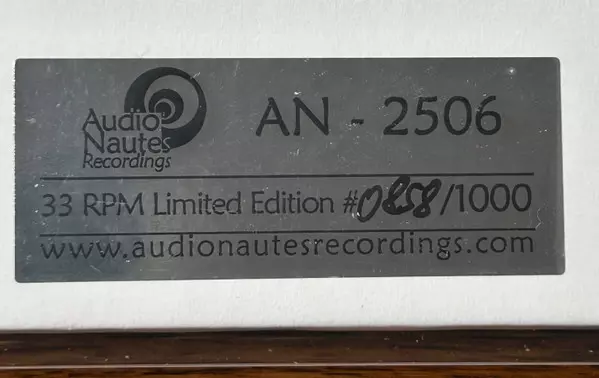 Audio
Nautes
Recordings
AN - 2506
33 RPM Limited Edition #0858/1000
www.audionautesrecordings.com